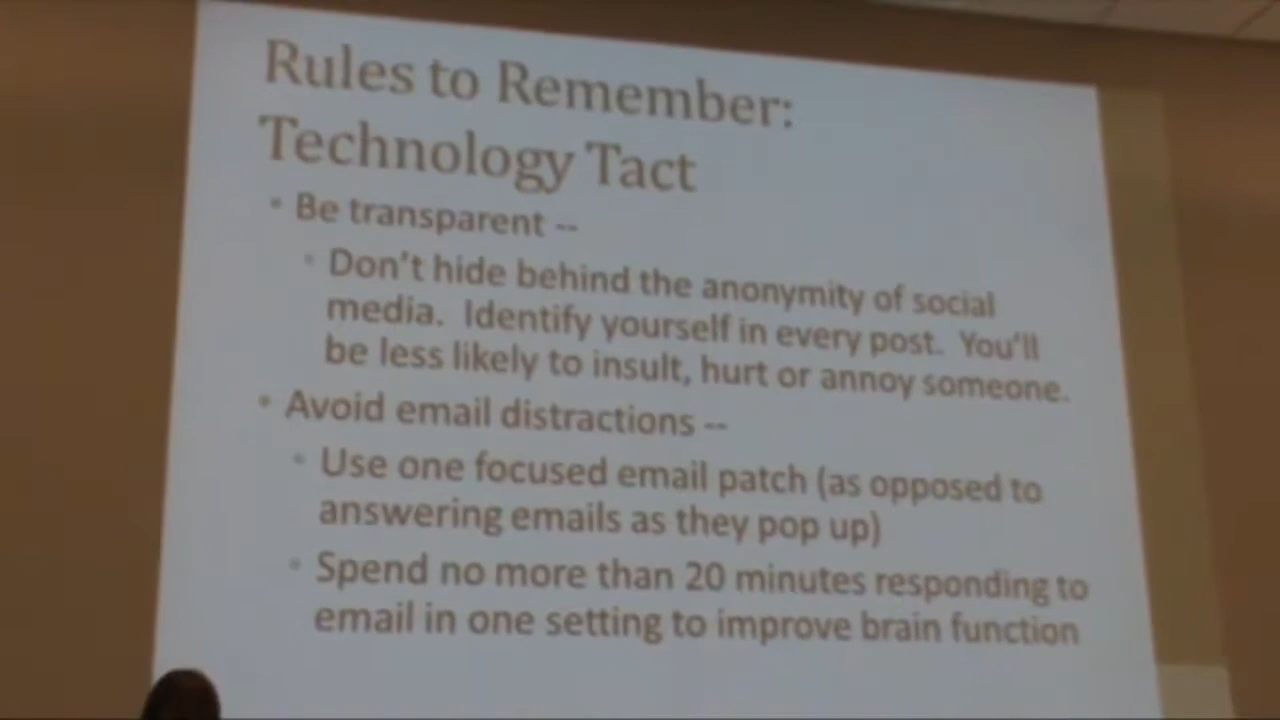 Rules to Remember:
Technology Tact
• Be transparent --
• Don't hide behind the anonymity of social
media.  Identify yourself in every post.  You'll
be less likely to insult, hurt or annoy someone.
• Avoid email distractions --
• Use one focused email patch (as opposed to
answering emails as they pop up)
• Spend no more than 20 minutes responding to
email in one setting to improve brain function